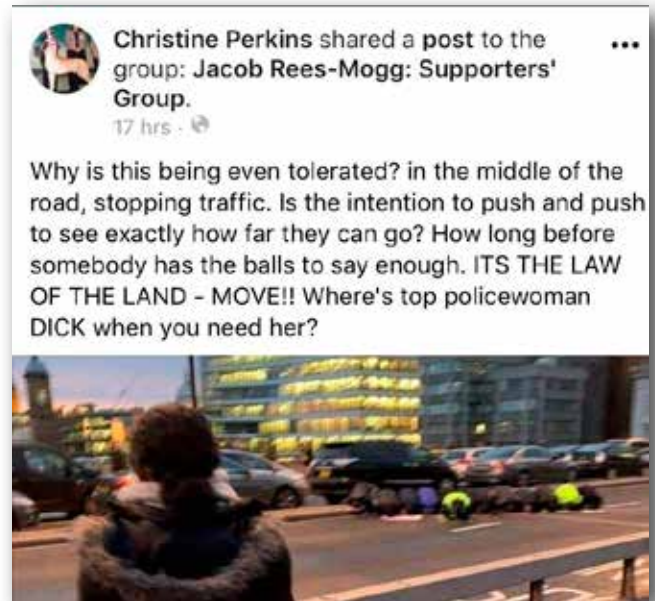 Christine Perkins shared a post to the
group: Jacob Rees-Mogg: Supporters'
Group.
17 hrs ·
Why is this being even tolerated? in the middle of the
road, stopping traffic. Is the intention to push and push
to see exactly how far they can go? How long before
somebody has the balls to say enough. ITS THE LAW
OF THE LAND - MOVE!! Where's top policewoman
DICK when you need her?